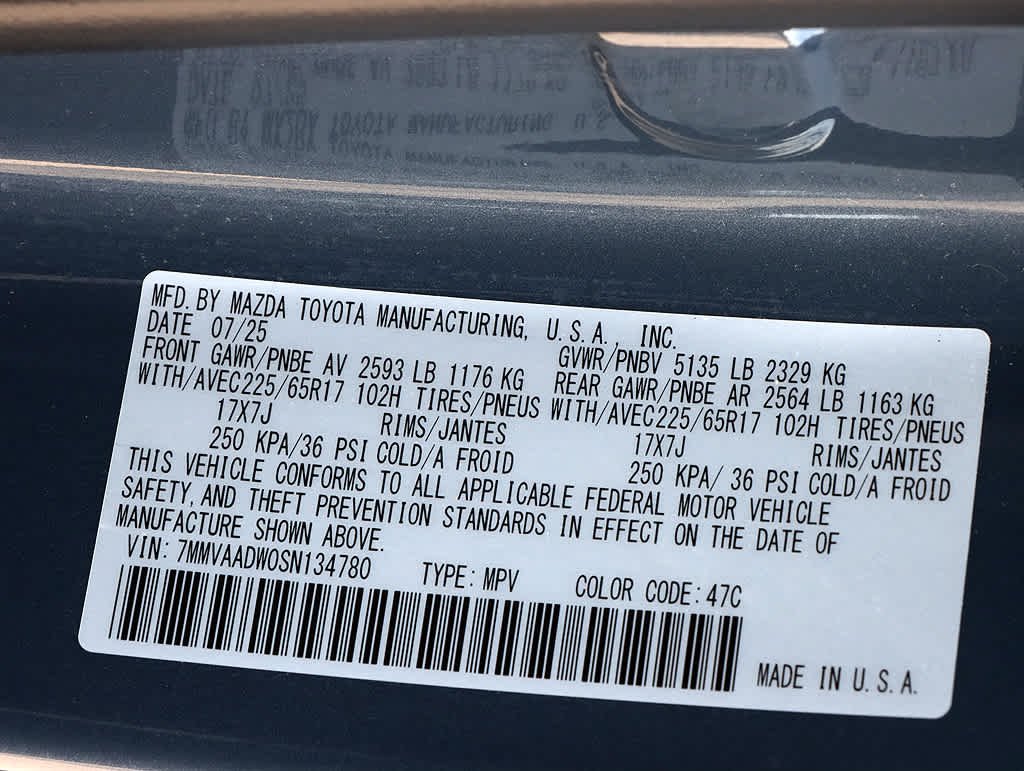 MFD. BY MAZDA TOYOTA MANUFACTURING, U.S.A., INC.
DATE 07/25 GVWR/PNBV 5135 LB 2329 KG
FRONT GAWR/PNBE AV 2593 LB 1176 KG REAR GAWR/PNBE AR 2564 LB 1163 KG
WITH/AVEC225/65R17 102H TIRES/PNEUS WITH/AVEC225/65R17 102H TIRES/PNEUS
17X7J RIMS/JANTES 17X7J RIMS/JANTES
250 KPA/36 PSI COLD/A FROID 250 KPA/ 36 PSI COLD/A FROID
THIS VEHICLE CONFORMS TO ALL APPLICABLE FEDERAL MOTOR VEHICLE
SAFETY, AND THEFT PREVENTION STANDARDS IN EFFECT ON THE DATE OF
MANUFACTURE SHOWN ABOVE.
VIN: 7MMVAADW0SN134780 TYPE: MPV COLOR CODE: 47C
MADE IN U.S.A.